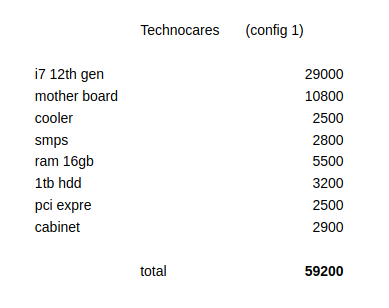 Technocares (config 1)
i7 12th gen 29000
mother board 10800
cooler 2500
smps 2800
ram 16gb 5500
1tb hdd 3200
pci expre 2500
cabinet 2900
total 59200